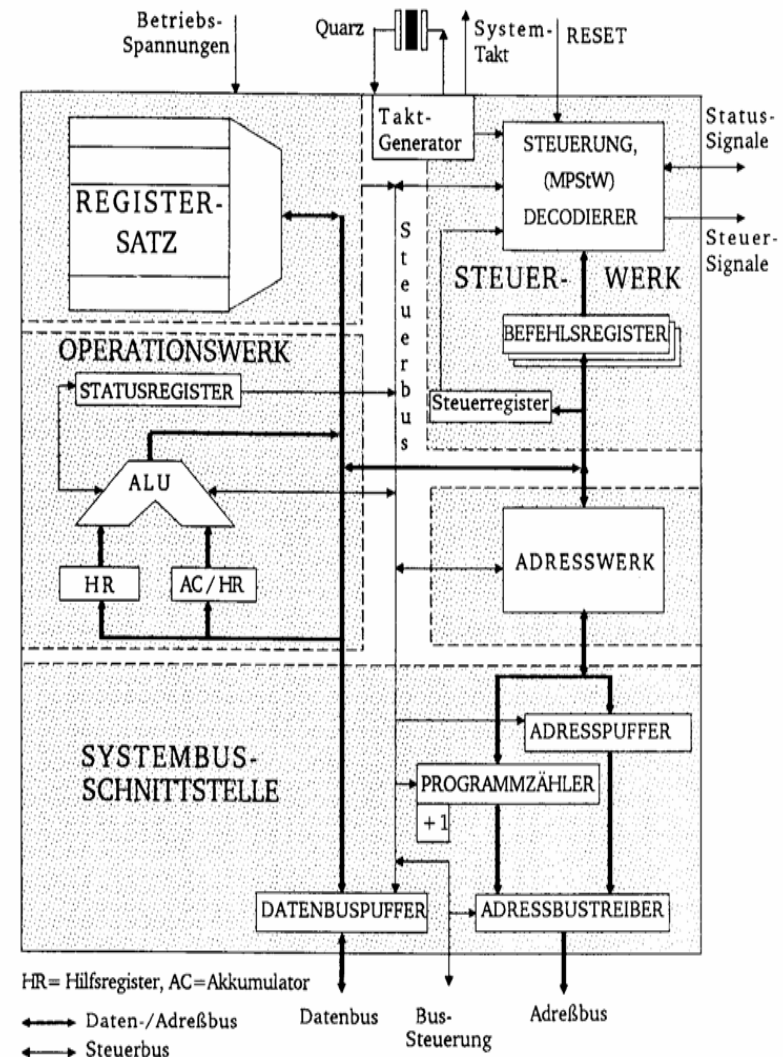 Betriebs-
Spannungen
Quarz
System-
Takt
RESET
Takt-
Generator
STEUERUNG,
(MPStW)
DECODIERER
Status-
Signale
Steuer-
Signale
REGISTER-
SATZ
Steuerbus
STEUER- WERK
BEFEHLSREGISTER
OPERATIONSWERK
STATUSREGISTER
Steuerregister
ALU
ADRESSWERK
HR
AC/HR
ADRESSPUFFER
SYSTEMBUS-
SCHNITTSTELLE
PROGRAMMZÄHLER
+1
DATENBUSPUFFER
ADRESSBUSTREIBER
HR= Hilfsregister, AC=Akkumulator
Daten-/Adreßbus
Steuerbus
Datenbus
Bus-
Steuerung
Adreßbus